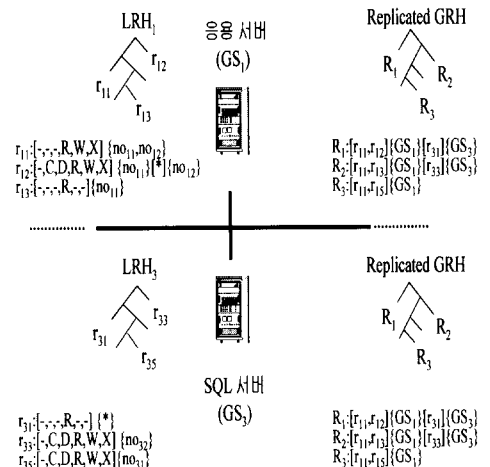 LRH₁
응용 서버
(GS₁)
Replicated GRH
r₁₂
r₁₁
r₁₃
R₁
R₂
R₃
r₁₁:[-,-,-,R,W,X] {no₁₁,no₁₂}
r₁₂:[-,C,D,R,W,X] {no₁₁}[*]{no₁₂}
r₁₃:[-,-,-,R,-,-]{no₁₁}
R₁:[r₁₁,r₁₂]{GS₁}[r₃₁]{GS₃}
R₂:[r₁₁,r₁₃]{GS₁}[r₃₃]{GS₃}
R₃:[r₁₁,r₁₅]{GS₁}
LRH₃
Replicated GRH
r₃₃
r₃₁
r₃₅
R₁
R₂
R₃
SQL 서버
(GS₃)
r₃₁:[-,-,-,R,-,-] {*}
r₃₃:[-,C,D,R,W,X] {no₃₂}
r₃₅:[-,C,D,R,W,X]{no₃₁}
R₁:[r₁₁,r₁₂]{GS₁}[r₃₁]{GS₃}
R₂:[r₁₁,r₁₃]{GS₁}[r₃₃]{GS₃}
R₃:[r₁₁,r₁₅]{GS₁}